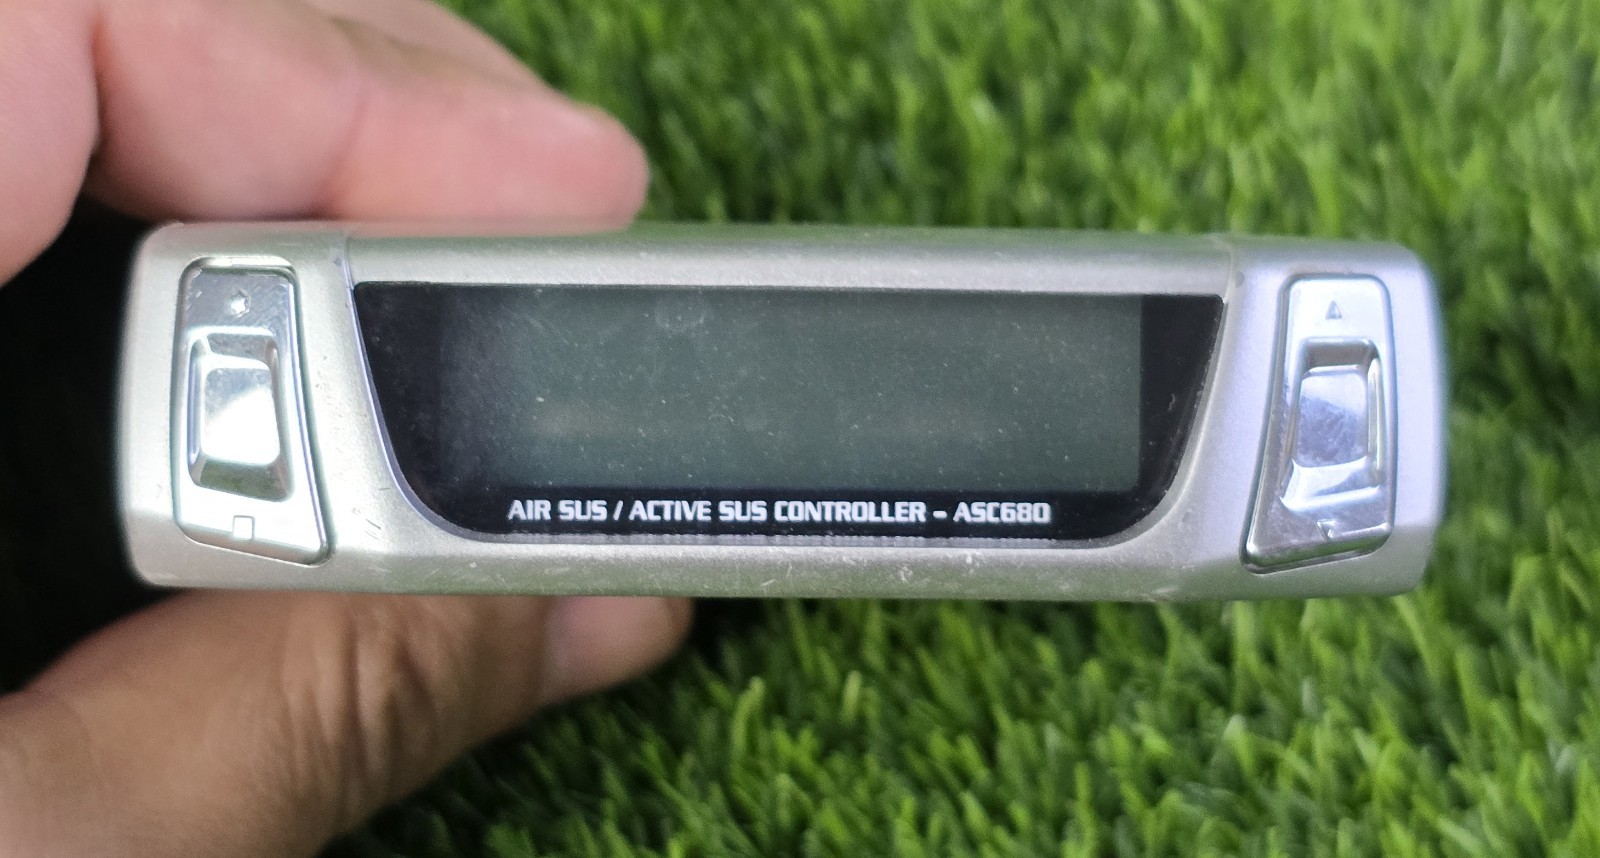 AIR SUS / ACTIVE SUS CONTROLLER - ASC680